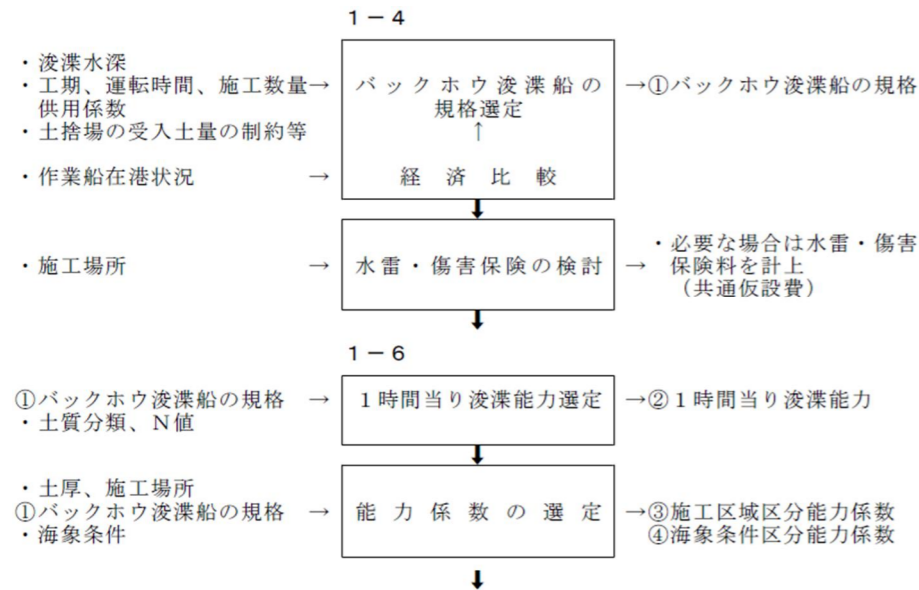 1－4
・浚渫水深
・工期、運転時間、施工数量→
供用係数
・土捨場の受入土量の制約等
・作業船在港状況 →
バックホウ浚渫船の
規格選定
↑
経済比較
→①バックホウ浚渫船の規格
⬇
・施工場所 →
水雷・傷害保険の検討
→
・必要な場合は水雷・傷害
保険料を計上
（共通仮設費）
⬇
1－6
①バックホウ浚渫船の規格 →
・土質分類、Ｎ値
１時間当り浚渫能力選定
→②１時間当り浚渫能力
⬇
・土厚、施工場所
①バックホウ浚渫船の規格 →
・海象条件
能力係数の選定
→③施工区域区分能力係数
④海象条件区分能力係数
⬇